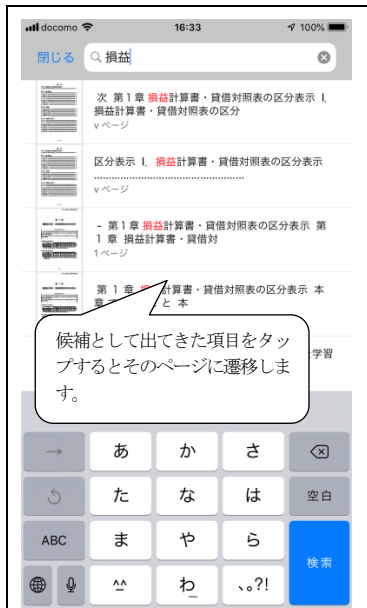 docomo 16:33 100%
閉じる 損益
次 第1章 損益計算書・貸借対照表の区分表示 I.
損益計算書・貸借対照表の区分
v ページ
区分表示 I. 損益計算書・貸借対照表の区分表示
................................................
v ページ
- 第1章 損益計算書・貸借対照表の区分表示 第
1 章 損益計算書・貸借対
1 ページ
第 1 章 計算書・貸借対照表の区分表示 本
と 本
学習
候補として出てきた項目をタッ
プするとそのページに遷移しま
す。
→ あ か さ
た な は 空白
ABC ま や ら 検索
^^ わ_ 、。?!